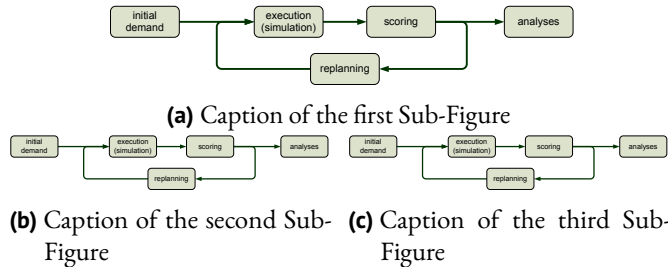 initial
demand
execution
(simulation)
scoring
analyses
replanning
(a) Caption of the first Sub-Figure
initial
demand
execution
(simulation)
scoring
analyses
replanning
initial
demand
execution
(simulation)
scoring
analyses
replanning
(b) Caption of the second Sub-
Figure
(c) Caption of the third Sub-
Figure